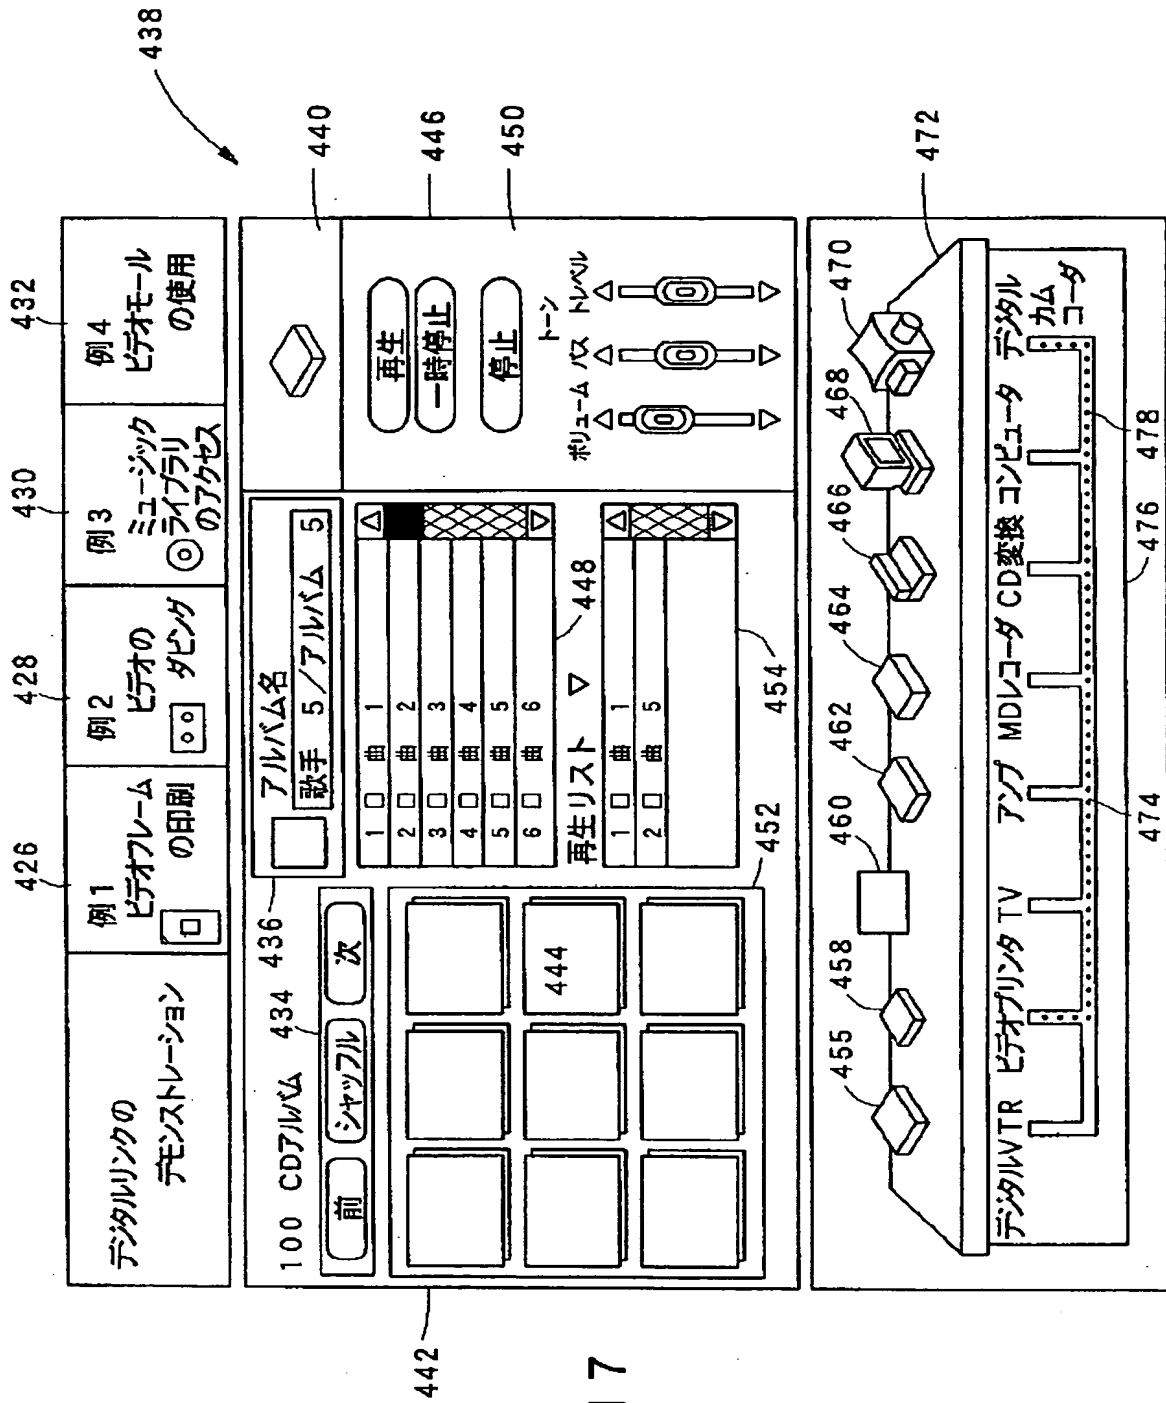 438
426
428
430
432
デジタルリンクの
デモンストレーション
例1
ビデオフレーム
の印刷
例2
ビデオの
ダビング
例3
ミュージック
ライブラリ
のアクセス
例4
ビデオモール
の使用
440
446
450
442
100 CDアルバム
434
前
シャッフル
次
444
452
436
アルバム名
歌手 5/アルバム 5
1 曲 1
2 曲 2
3 曲 3
4 曲 4
5 曲 5
6 曲 6
448
再生リスト ▽
1 曲 1
2 曲 5
454
再生
一時停止
停止
トーン
ボリューム バス トレベル
455
458
460
462
464
466
468
470
472
デジタルVTR
ビデオプリンタ
TV
アンプ
MDレコーダ
CD変換
コンピュータ
デジタル
カム
コーダ
474
476
478